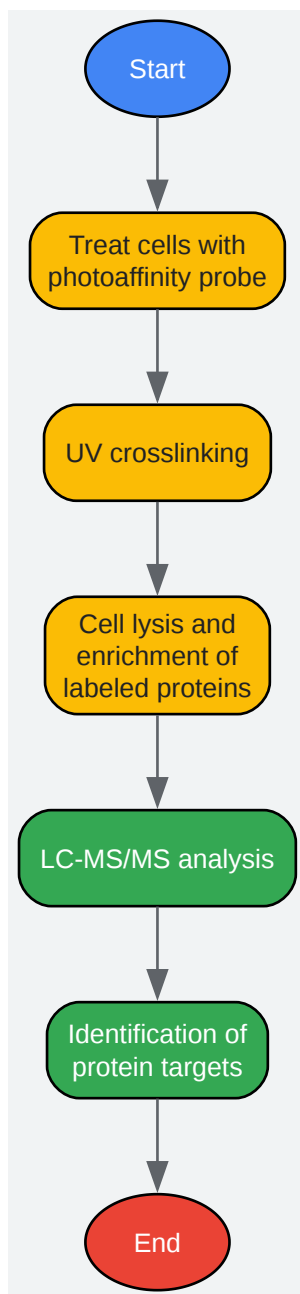 Start
Treat cells with
photoaffinity probe
UV crosslinking
Cell lysis and
enrichment of
labeled proteins
LC-MS/MS analysis
Identification of
protein targets
End